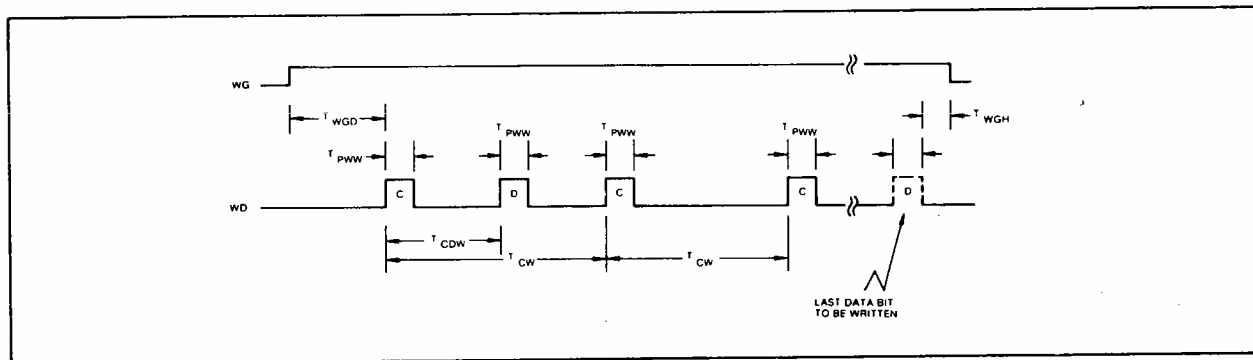 WG
T WGD
T PWW
T PWW
T PWW
T PWW
T WGH
WD
C
D
C
C
D
T CDW
T CW
T CW
LAST DATA BIT
TO BE WRITTEN